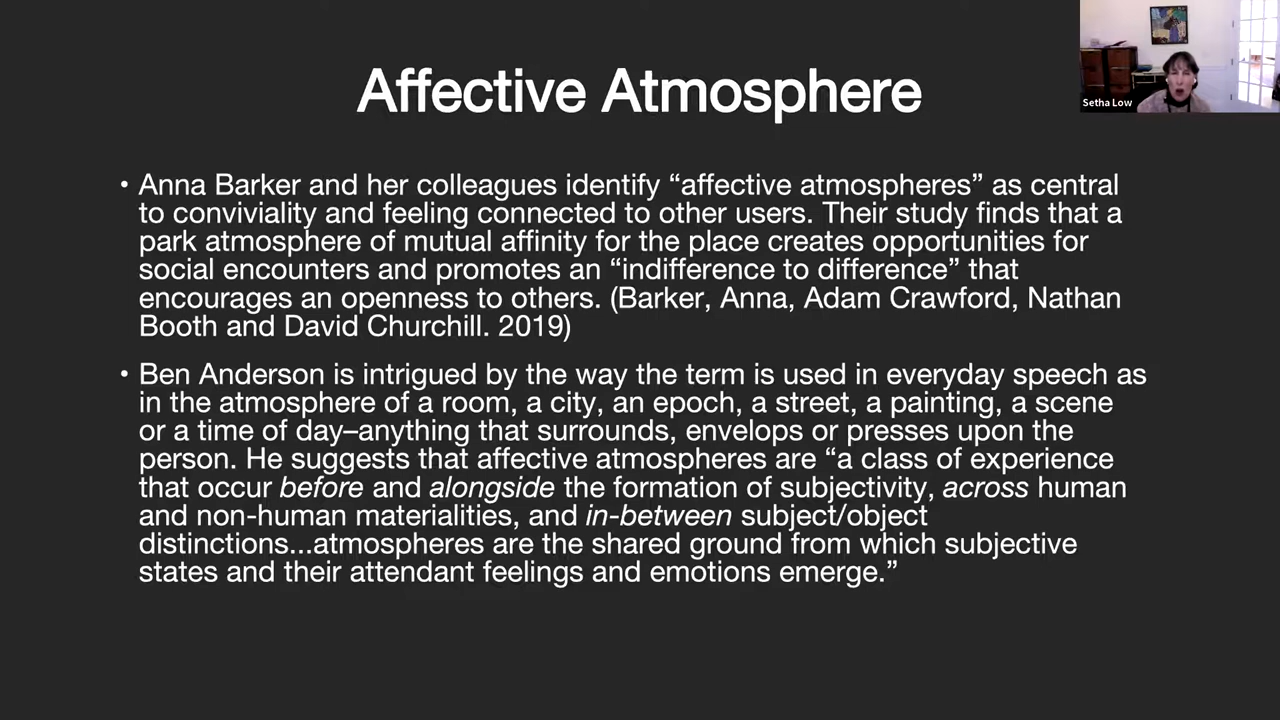 Affective Atmosphere
Setha Low
• Anna Barker and her colleagues identify “affective atmospheres” as central
to conviviality and feeling connected to other users. Their study finds that a
park atmosphere of mutual affinity for the place creates opportunities for
social encounters and promotes an “indifference to difference” that
encourages an openness to others. (Barker, Anna, Adam Crawford, Nathan
Booth and David Churchill. 2019)
• Ben Anderson is intrigued by the way the term is used in everyday speech as
in the atmosphere of a room, a city, an epoch, a street, a painting, a scene
or a time of day–anything that surrounds, envelops or presses upon the
person. He suggests that affective atmospheres are “a class of experience
that occur before and alongside the formation of subjectivity, across human
and non-human materialities, and in-between subject/object
distinctions...atmospheres are the shared ground from which subjective
states and their attendant feelings and emotions emerge.”